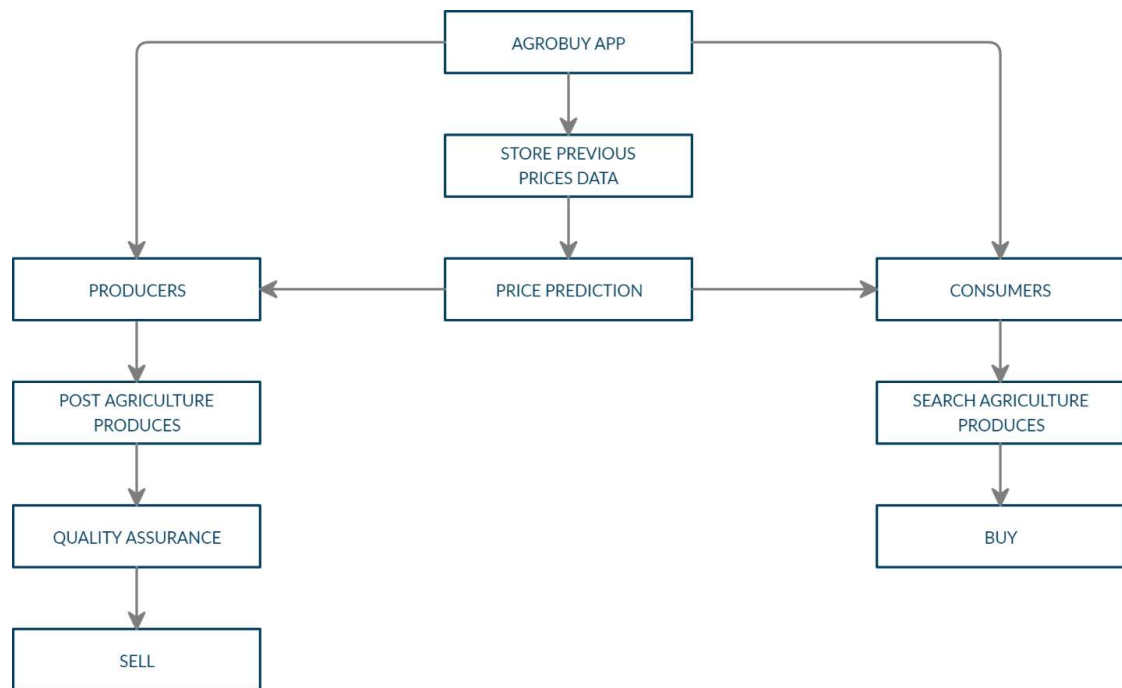 AGROBUY APP
STORE PREVIOUS
PRICES DATA
PRODUCERS
PRICE PREDICTION
CONSUMERS
POST AGRICULTURE
PRODUCES
SEARCH AGRICULTURE
PRODUCES
QUALITY ASSURANCE
BUY
SELL